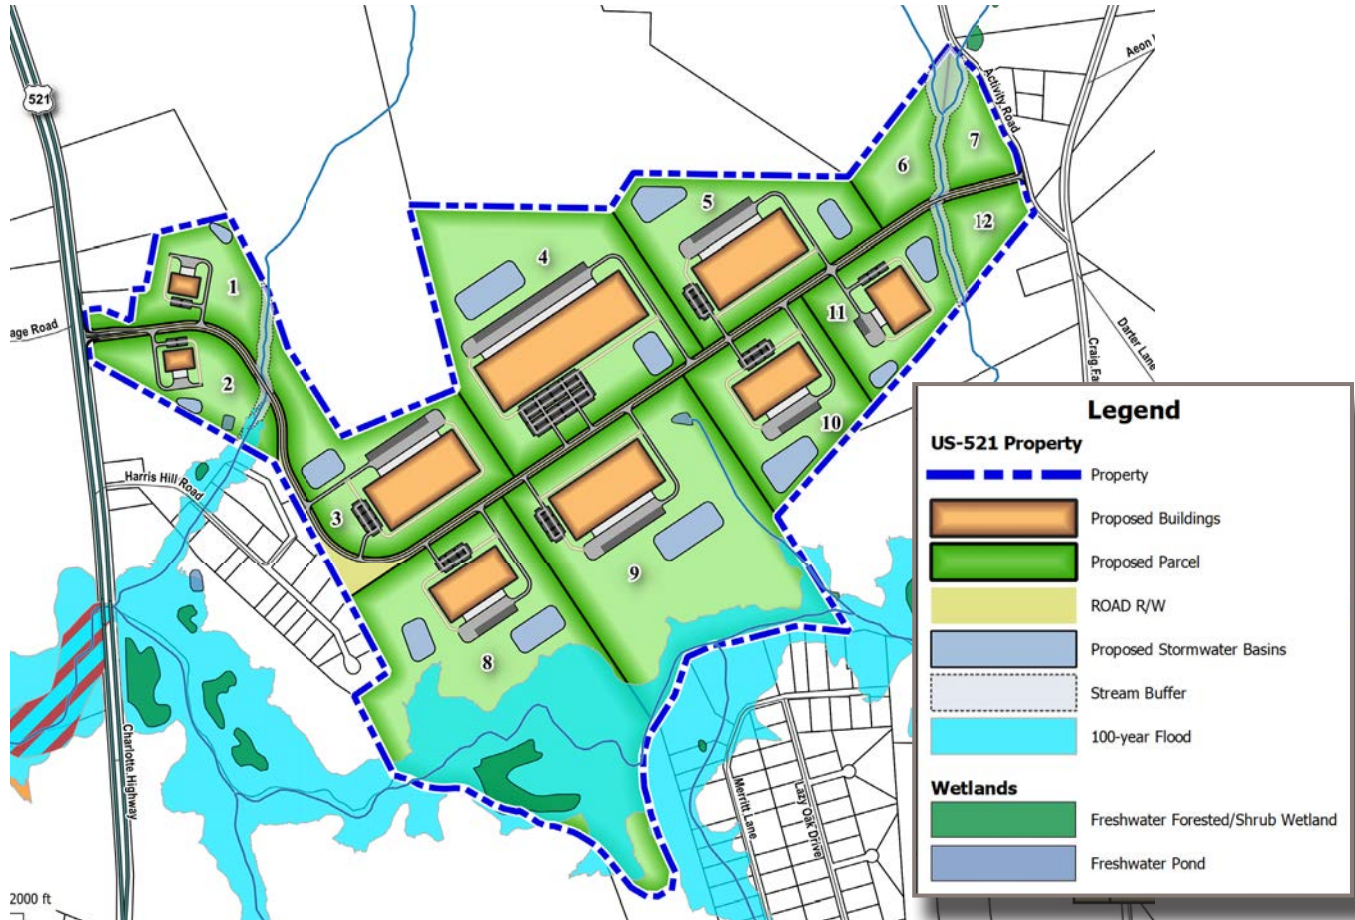 521
Activity Road
Aeon
7
6
5
12
4
1
11
age Road
Darter Lane
Craig Fa
2
10
Harris Hill Road
3
9
8
Charlotte Highway
Merritt Lane
Lazy Oak Drive
2000 ft
Legend
US-521 Property
Property
Proposed Buildings
Proposed Parcel
ROAD R/W
Proposed Stormwater Basins
Stream Buffer
100-year Flood
Wetlands
Freshwater Forested/Shrub Wetland
Freshwater Pond